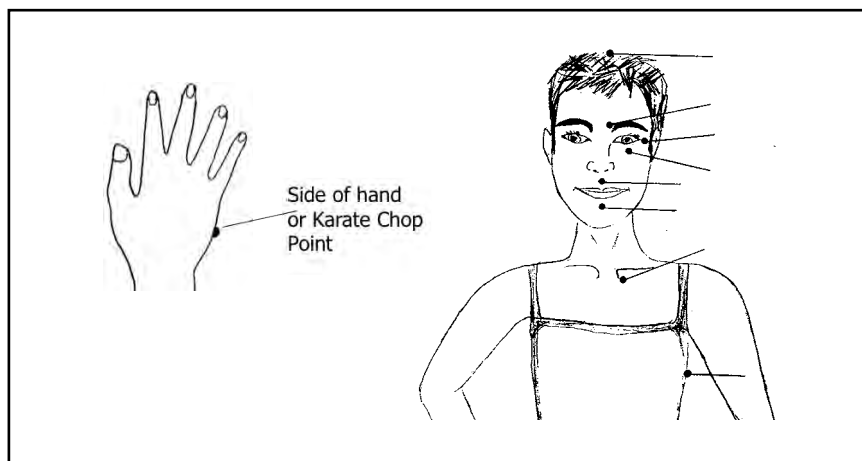 Side of hand
or Karate Chop
Point